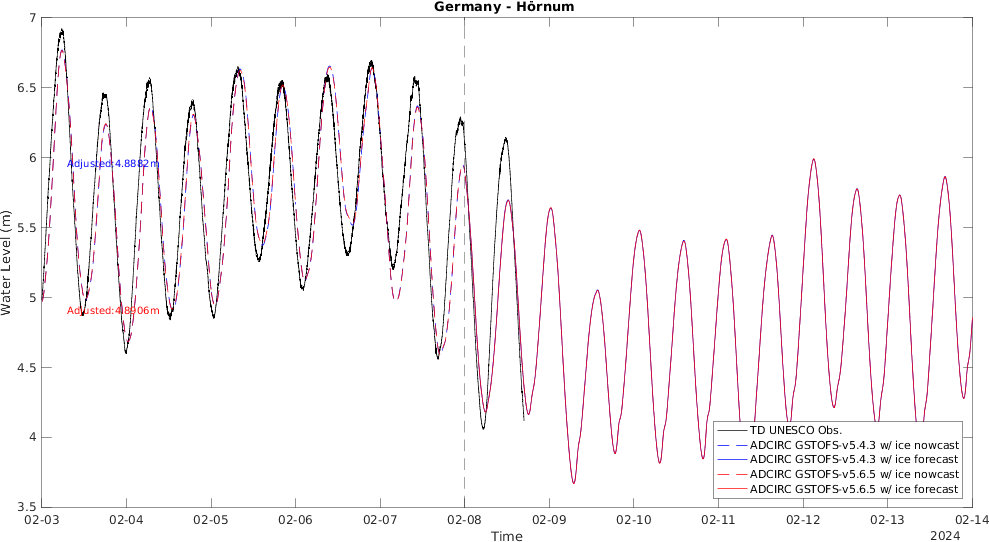 Germany - Hörnum
7
6.5
6
5.5
5
4.5
4
3.5
Water Level (m)
Adjusted:4.8812m
Adjusted:4.8906m
TD UNESCO Obs.
ADCIRC GSTOFS-v5.4.3 w/ ice nowcast
ADCIRC GSTOFS-v5.4.3 w/ ice forecast
ADCIRC GSTOFS-v5.6.5 w/ ice nowcast
ADCIRC GSTOFS-v5.6.5 w/ ice forecast
02-03 02-04 02-05 02-06 02-07 02-08 02-09 02-10 02-11 02-12 02-13 02-14
Time
2024